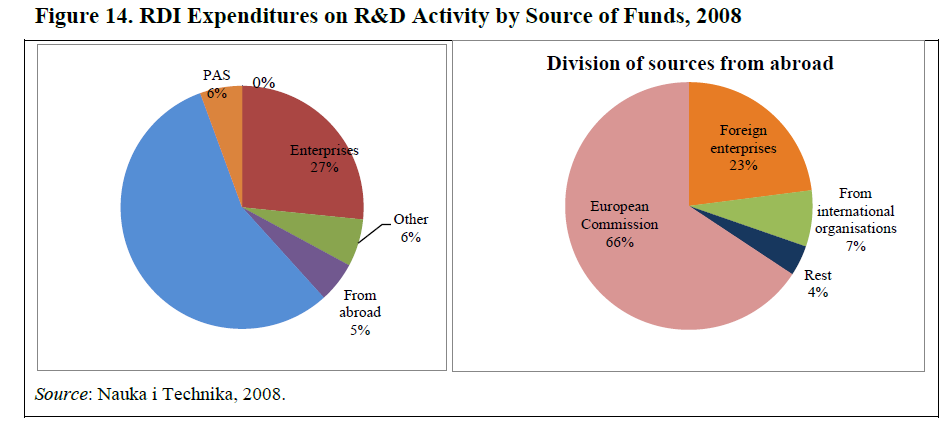 Figure 14. RDI Expenditures on R&D Activity by Source of Funds, 2008
PAS
6%
0%
Enterprises
27%
Other
6%
From
abroad
5%
Division of sources from abroad
Foreign
enterprises
23%
From
international
organisations
7%
Rest
4%
European
Commission
66%
Source: Nauka i Technika, 2008.